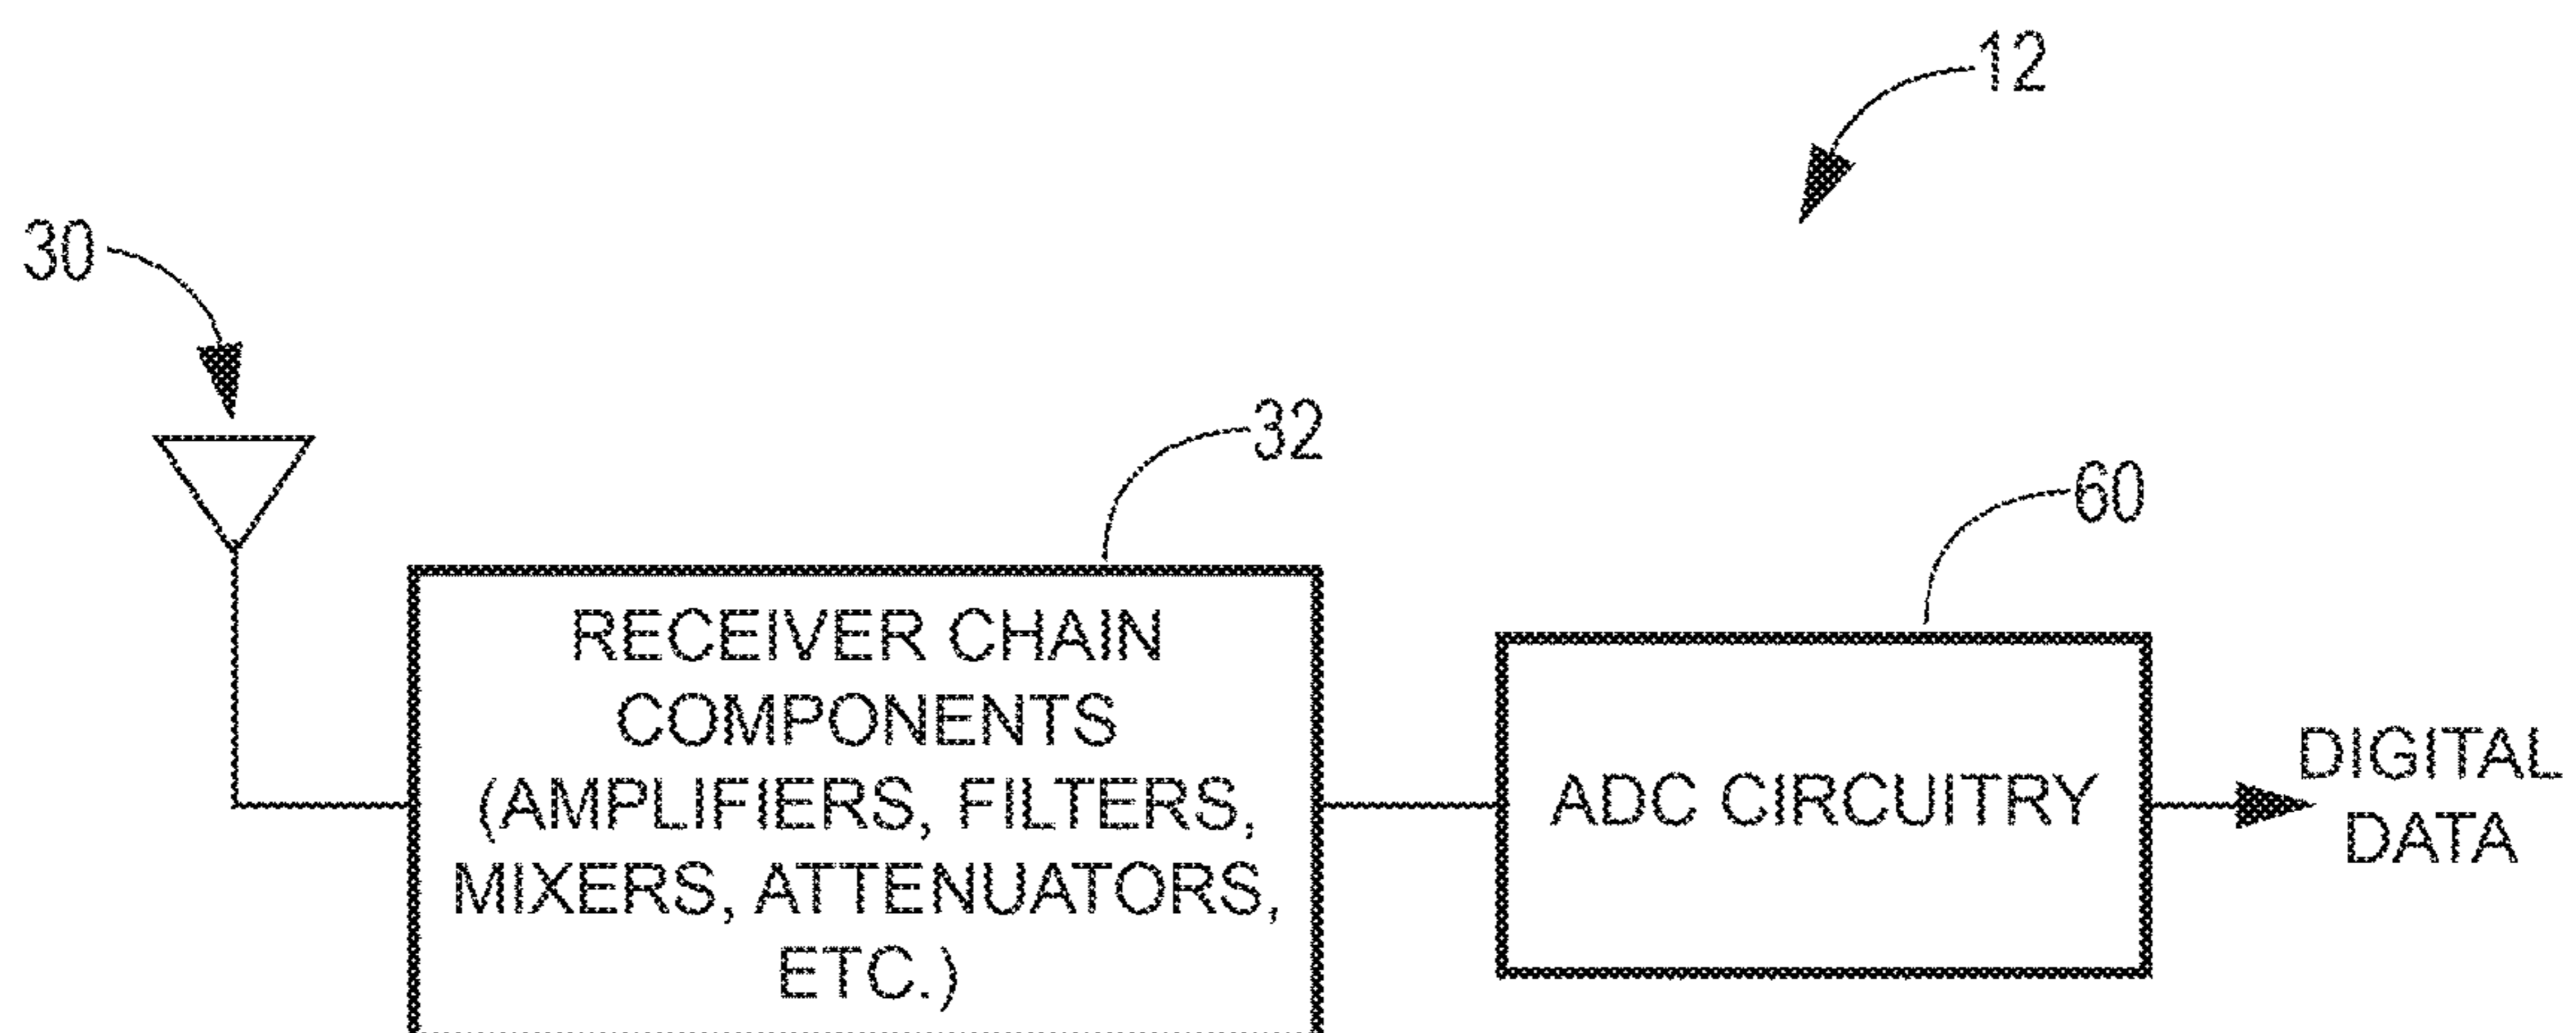 12
30
32
60
RECEIVER CHAIN
COMPONENTS
(AMPLIFIERS, FILTERS,
MIXERS, ATTENUATORS,
ETC.)
ADC CIRCUITRY
DIGITAL
DATA